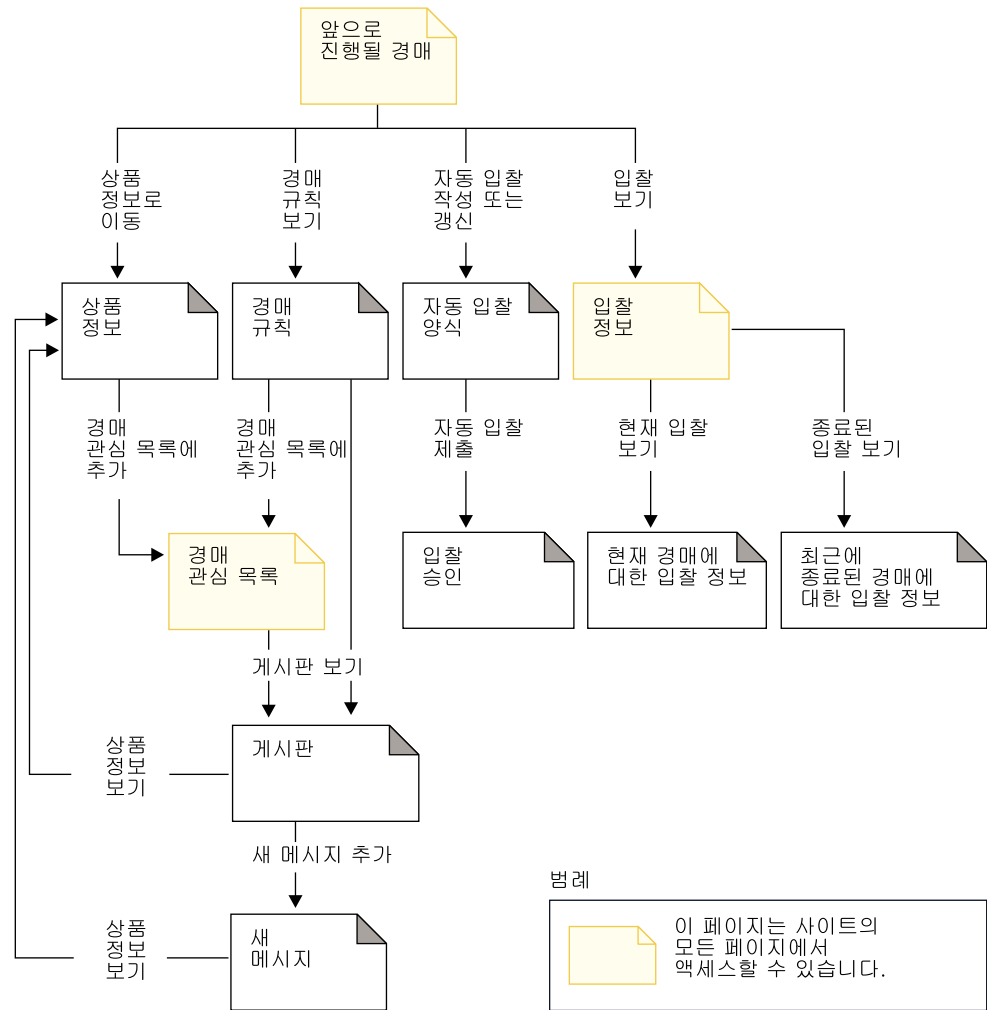 앞으로
진행될 경매
상품
정보로
이동
경매
규칙
보기
자동 입찰
작성 또는
갱신
입찰
보기
상품
정보
경매
규칙
자동 입찰
양식
입찰
정보
경매
관심 목록에
추가
경매
관심 목록에
추가
자동 입찰
제출
현재 입찰
보기
종료된
입찰 보기
경매
관심 목록
입찰
승인
현재 경매에
대한 입찰 정보
최근에
종료된 경매에
대한 입찰 정보
게시판 보기
게시판
상품
정보
보기
새 메시지 추가
새
메시지
상품
정보
보기
범례
이 페이지는 사이트의
모든 페이지에서
액세스할 수 있습니다.